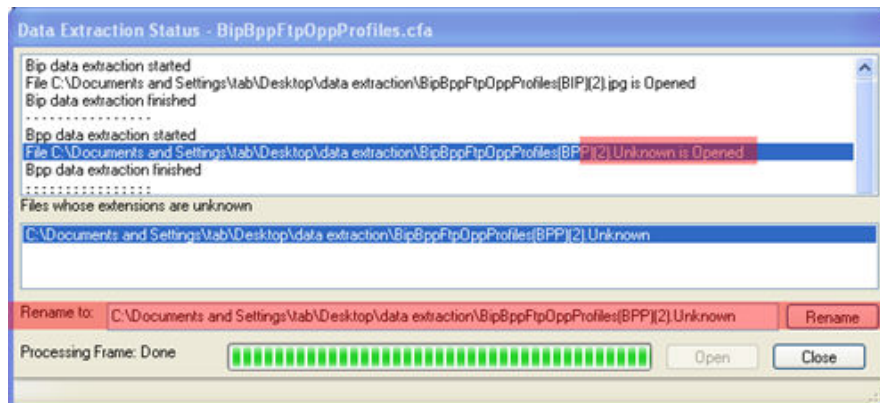 Data Extraction Status - BipBppFtpOppProfiles.cfa
Bip data extraction started
File C:\Documents and Settings\tab\Desktop\data extraction\BipBppFtpOppProfiles(BIP)(2).jpg is Opened
Bip data extraction finished
- - - - - - - - - - - - - - - -
Bpp data extraction started
File C:\Documents and Settings\tab\Desktop\data extraction\BipBppFtpOppProfiles(BPP)(2).Unknown is Opened
Bpp data extraction finished
: : : : : : : : : : : : : : : :
Files whose extensions are unknown
C:\Documents and Settings\tab\Desktop\data extraction\BipBppFtpOppProfiles(BPP)(2).Unknown
Rename to: C:\Documents and Settings\tab\Desktop\data extraction\BipBppFtpOppProfiles(BPP)(2).Unknown Rename
Processing Frame: Done Open Close